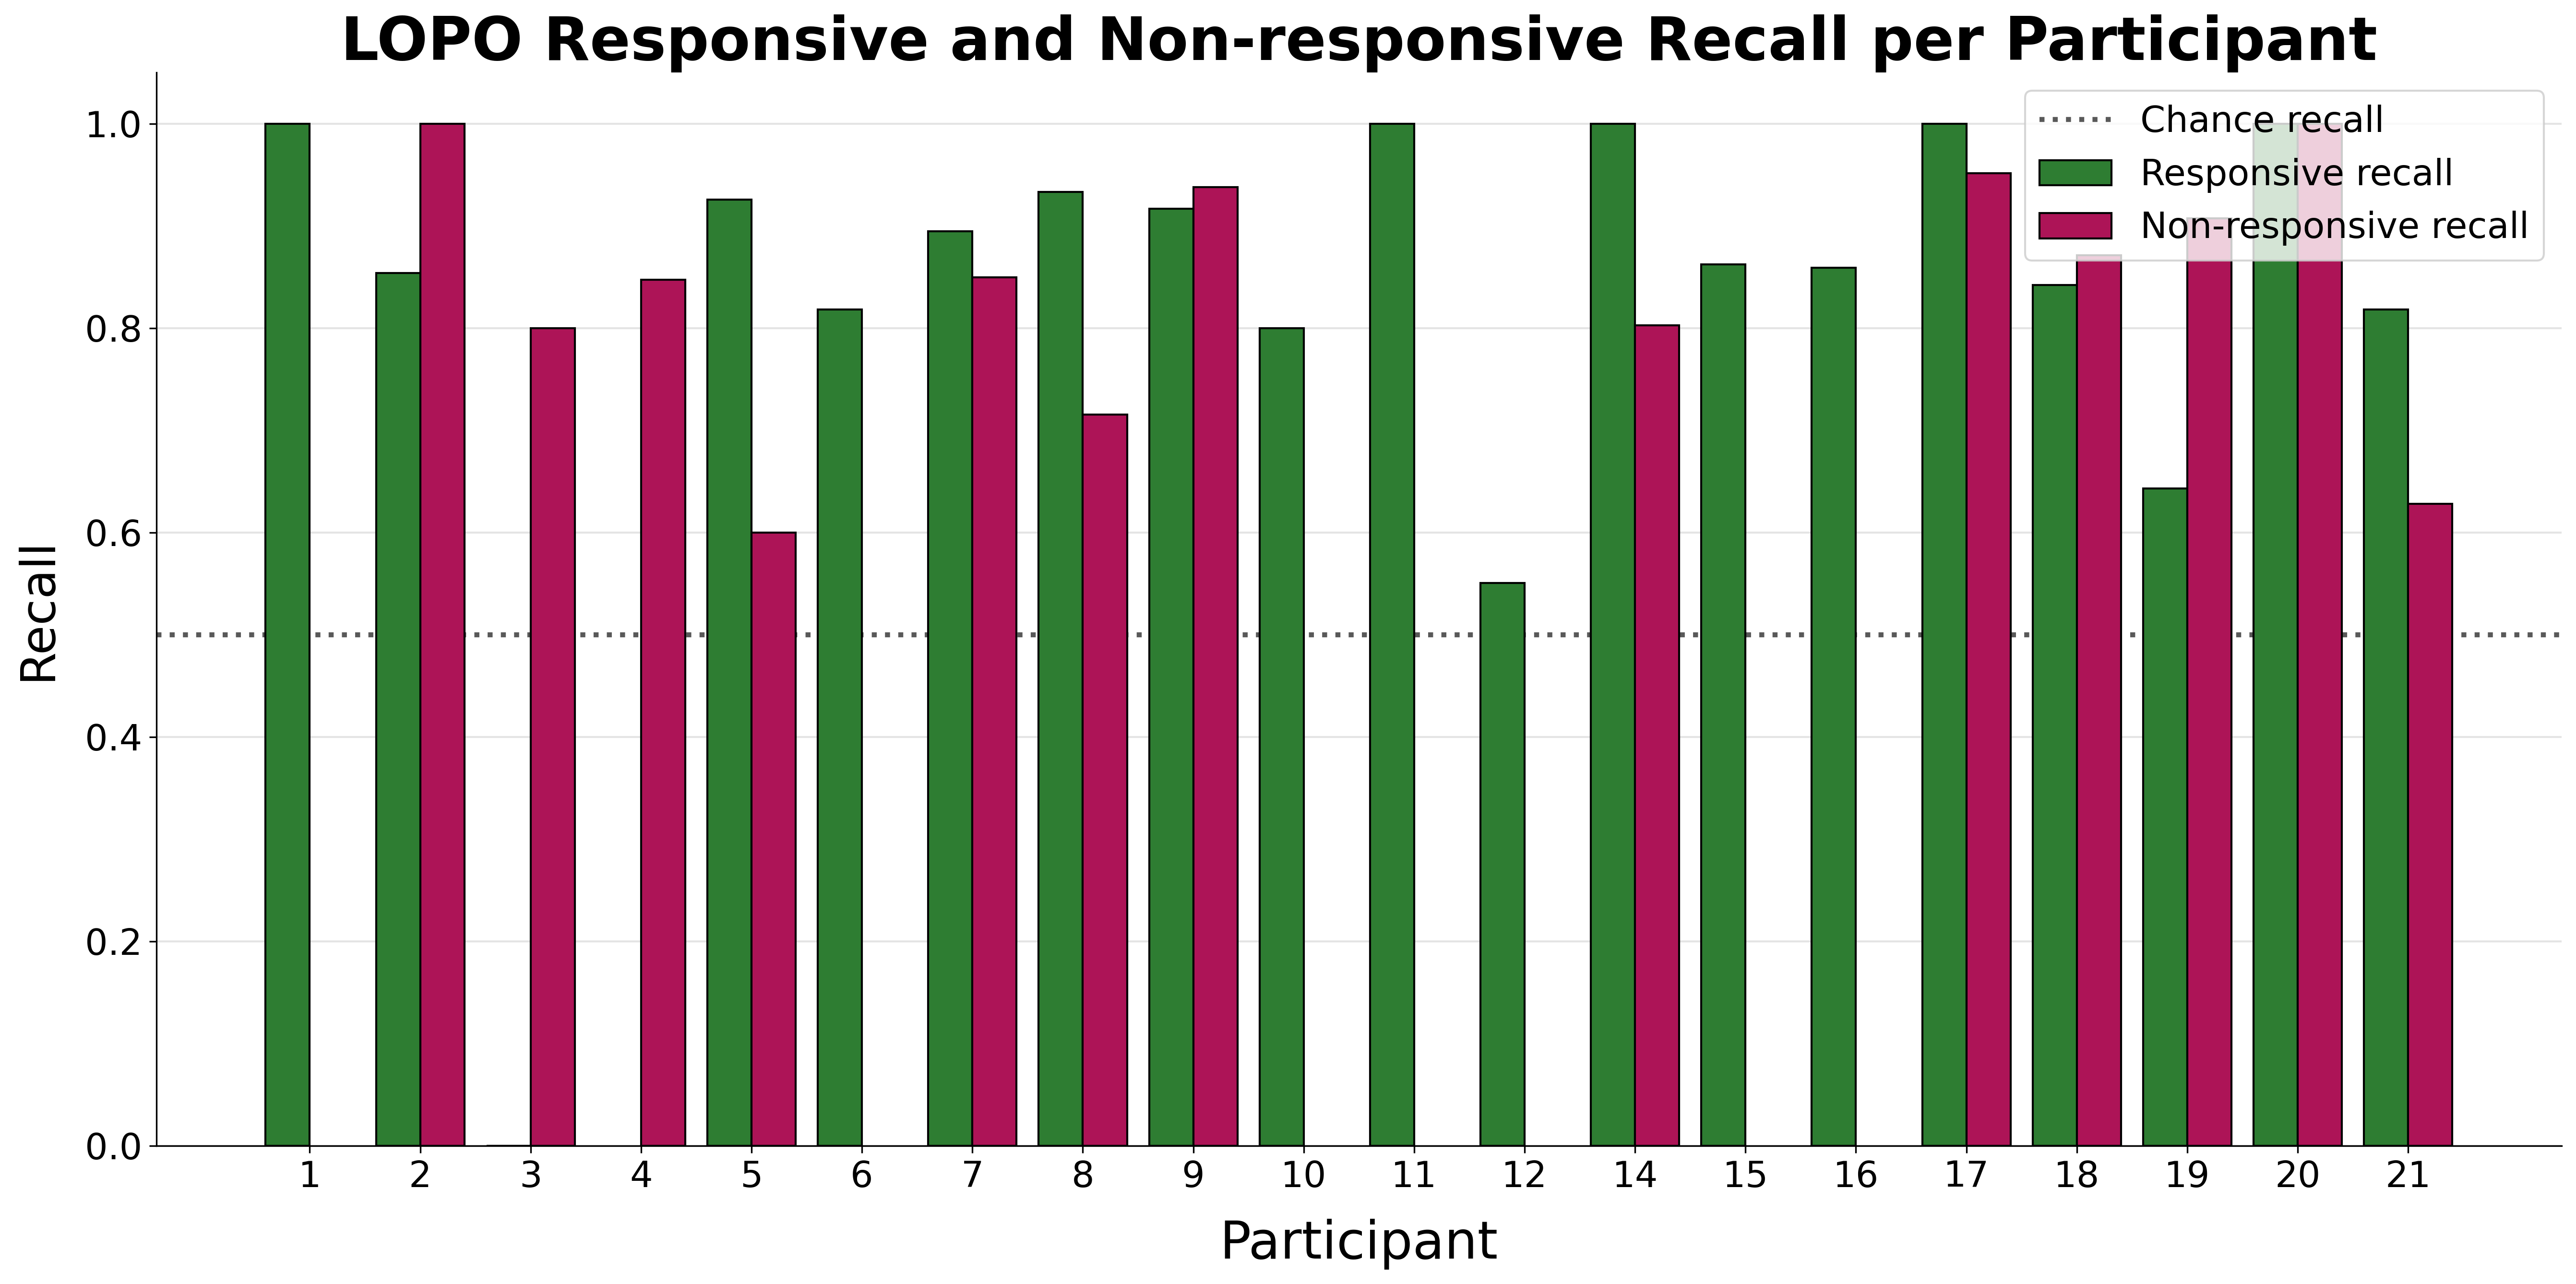 LOPO Responsive and Non-responsive Recall per Participant
Chance recall
Responsive recall
Non-responsive recall
Recall
1.0
0.8
0.6
0.4
0.2
0.0
1 2 3 4 5 6 7 8 9 10 11 12 14 15 16 17 18 19 20 21
Participant